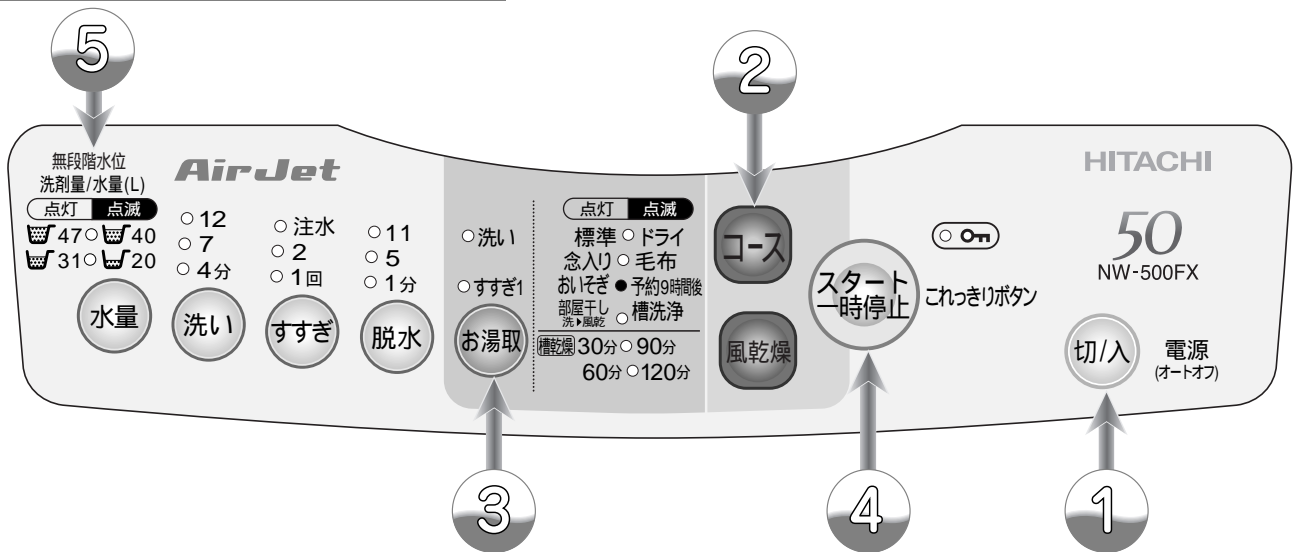 5
2
無段階水位
洗剤量/水量(L)
点灯 点滅
47 40
31 20
水量
AirJet
12
7
4分
洗い
注水
2
1回
すすぎ
11
5
1分
脱水
洗い
すすぎ1
お湯取
点灯 点滅
標準 ドライ
念入り 毛布
おいそぎ 予約9時間後
部屋干し 槽洗浄
洗▶風乾
槽乾燥 30分 90分
60分 120分
コース
風乾燥
スタート
一時停止
これっきりボタン
HITACHI
50
NW-500FX
切/入
電源
(オートオフ)
3
4
1